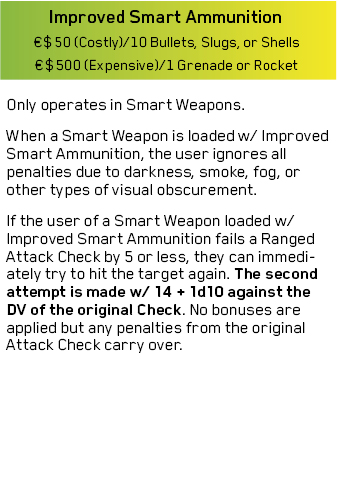 Improved Smart Ammunition
€$50 (Costly)/10 Bullets, Slugs, or Shells
€$500 (Expensive)/1 Grenade or Rocket
Only operates in Smart Weapons.
When a Smart Weapon is loaded w/ Improved
Smart Ammunition, the user ignores all
penalties due to darkness, smoke, fog, or
other types of visual obscurement.
If the user of a Smart Weapon loaded w/
Improved Smart Ammunition fails a Ranged
Attack Check by 5 or less, they can immedi-
ately try to hit the target again. The second
attempt is made w/ 14 + 1d10 against the
DV of the original Check. No bonuses are
applied but any penalties from the original
Attack Check carry over.